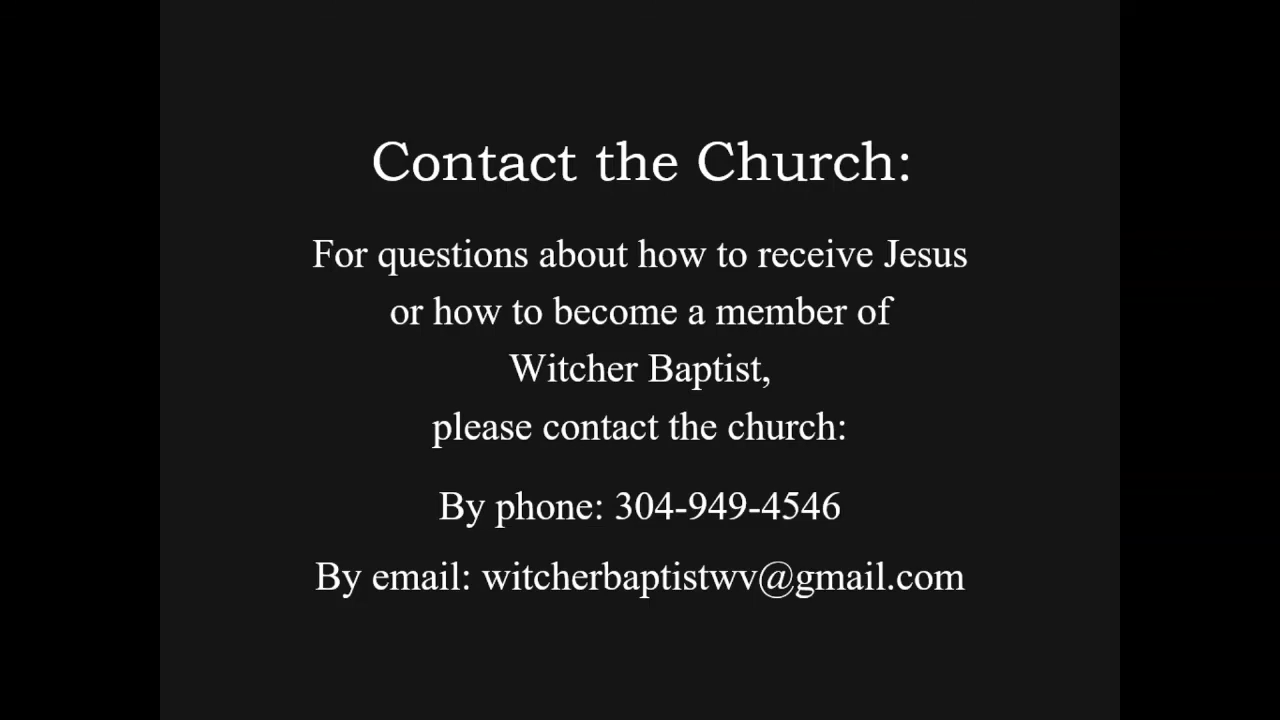 Contact the Church:
For questions about how to receive Jesus
or how to become a member of
Witcher Baptist,
please contact the church:
By phone: 304-949-4546
By email: witcherbaptistwv@gmail.com